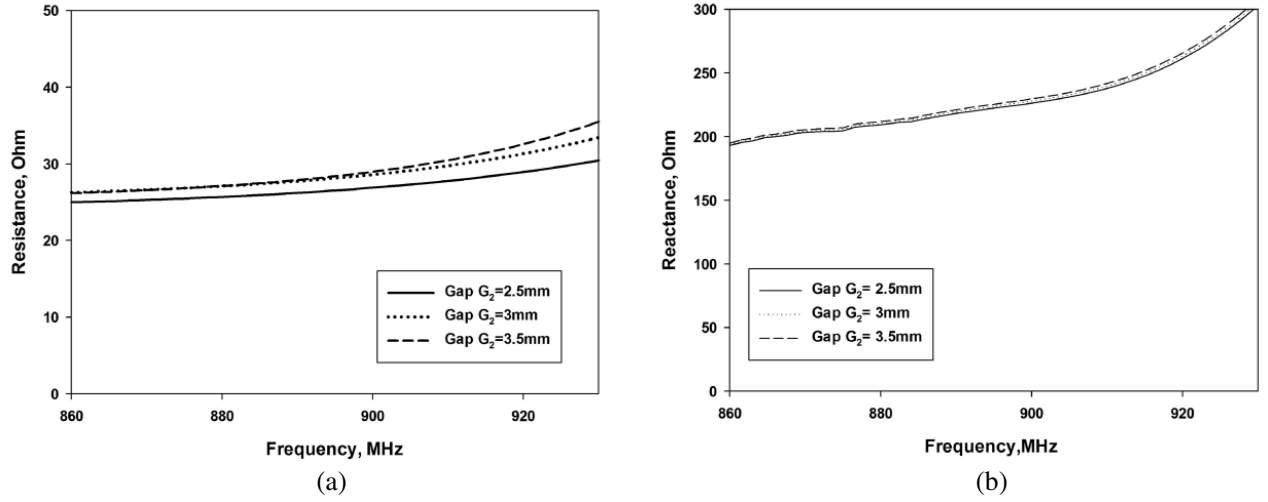 50
40
30
20
10
0
Resistance, Ohm
860
880
900
920
Frequency, MHz
Gap G₂=2.5mm
Gap G₂=3mm
Gap G₂=3.5mm
(a)
300
250
200
150
100
50
0
Reactance, Ohm
860
880
900
920
Frequency,MHz
Gap G₂= 2.5mm
Gap G₂= 3mm
Gap G₂= 3.5mm
(b)